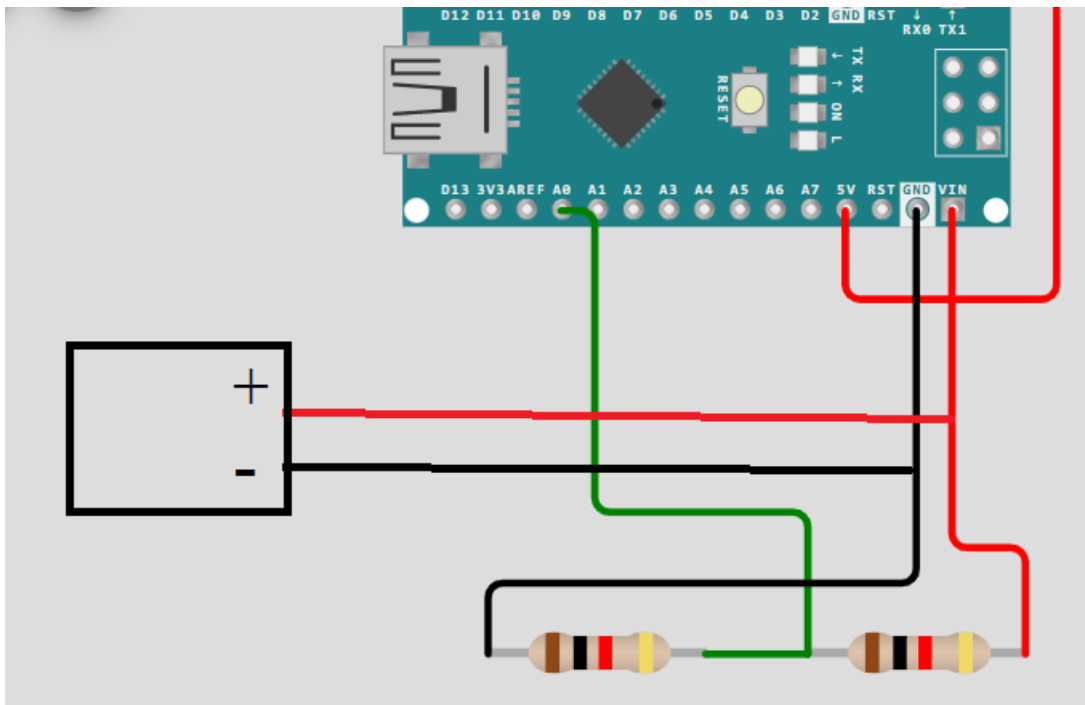 D12 D11 D10 D9 D8 D7 D6 D5 D4 D3 D2 GND RST ↓ ↑
RX0 TX1
RESET
← TX
↑ RX
ON
L
D13 3V3 AREF A0 A1 A2 A3 A4 A5 A6 A7 5V RST GND VIN
+
-